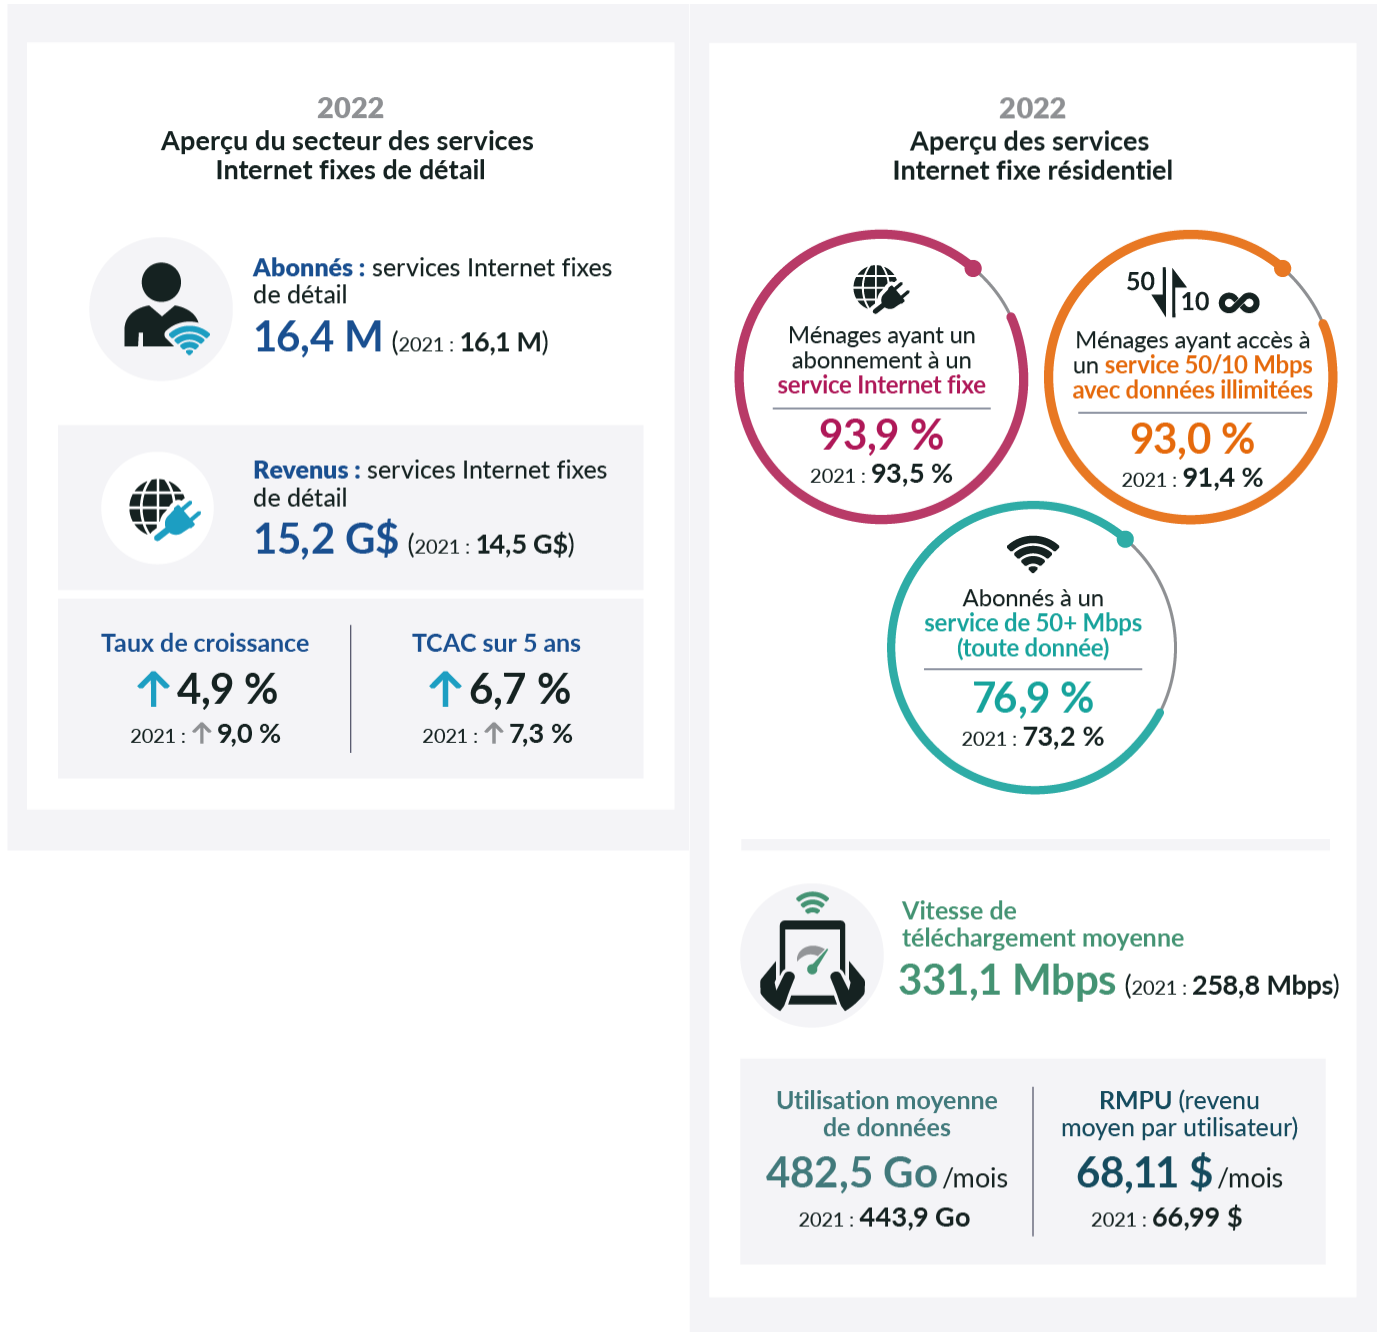 2022
Aperçu du secteur des services
Internet fixes de détail
Abonnés : services Internet fixes
de détail
16,4 M (2021 : 16,1 M)
Revenus : services Internet fixes
de détail
15,2 G$ (2021 : 14,5 G$)
Taux de croissance
4,9 %
2021 : 9,0 %
TCAC sur 5 ans
6,7 %
2021 : 7,3 %
2022
Aperçu des services
Internet fixe résidentiel
Ménages ayant un
abonnement à un
service Internet fixe
93,9 %
2021 : 93,5 %
50
10
Ménages ayant accès à
un service 50/10 Mbps
avec données illimitées
93,0 %
2021 : 91,4 %
Abonnés à un
service de 50+ Mbps
(toute donnée)
76,9 %
2021 : 73,2 %
Vitesse de
téléchargement moyenne
331,1 Mbps (2021 : 258,8 Mbps)
Utilisation moyenne
de données
482,5 Go /mois
2021 : 443,9 Go
RMPU (revenu
moyen par utilisateur)
68,11 $ /mois
2021 : 66,99 $